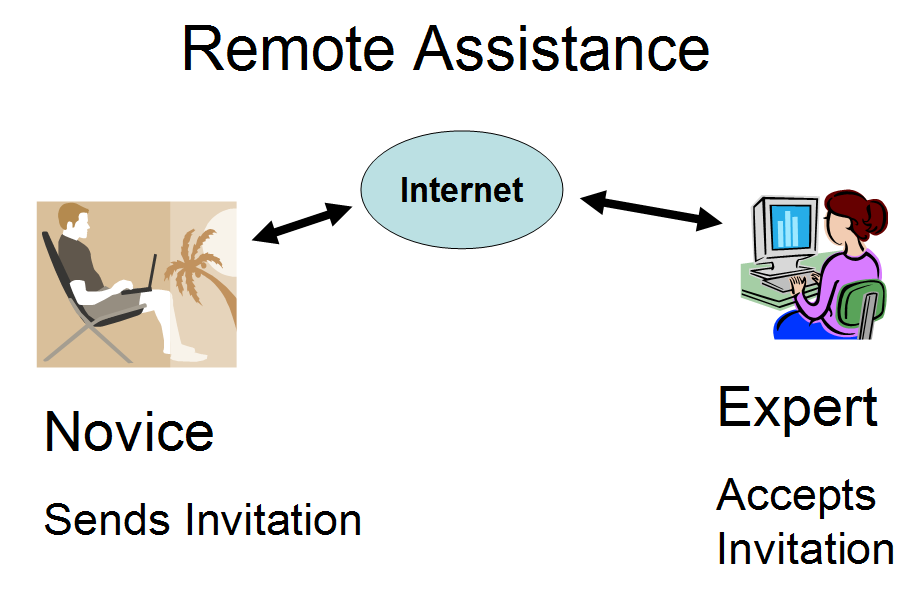 Remote Assistance
Internet
Novice
Sends Invitation
Expert
Accepts
Invitation